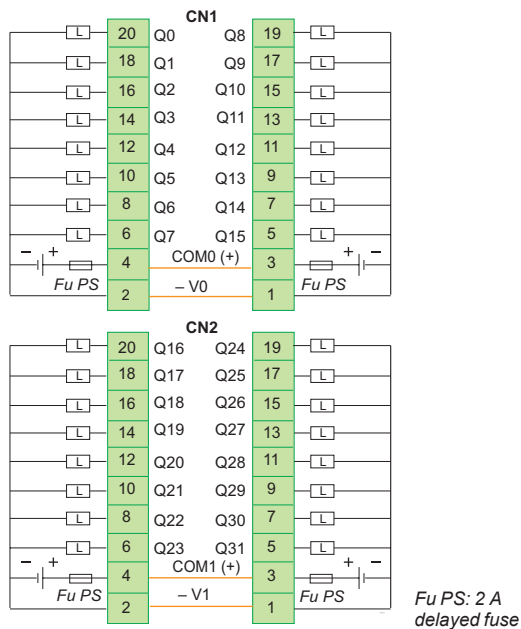 CN1
L 20 Q0 Q8 19 L
L 18 Q1 Q9 17 L
L 16 Q2 Q10 15 L
L 14 Q3 Q11 13 L
L 12 Q4 Q12 11 L
L 10 Q5 Q13 9 L
L 8 Q6 Q14 7 L
L 6 Q7 Q15 5 L
– + 4 COM0 (+) 3 + –
Fu PS 2 – V0 1 Fu PS
CN2
L 20 Q16 Q24 19 L
L 18 Q17 Q25 17 L
L 16 Q18 Q26 15 L
L 14 Q19 Q27 13 L
L 12 Q20 Q28 11 L
L 10 Q21 Q29 9 L
L 8 Q22 Q30 7 L
L 6 Q23 Q31 5 L
– + 4 COM1 (+) 3 + –
Fu PS 2 – V1 1 Fu PS
Fu PS: 2 A
delayed fuse